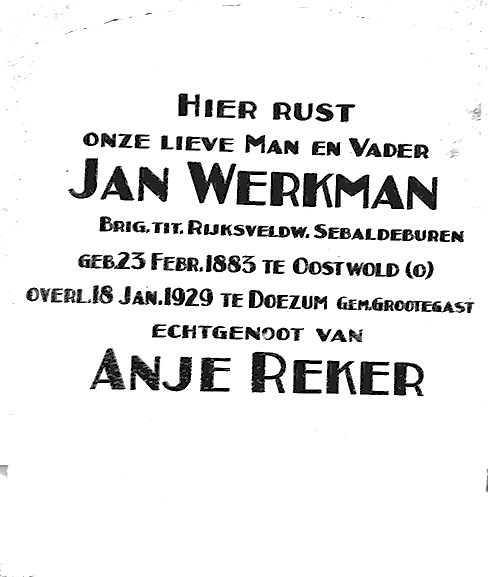 HIER RUST
ONZE LIEVE MAN EN VADER
JAN WERKMAN
BRIG. TIT. RIJKSVELDW. SEBALDEBUREN
GEB. 23 FEBR. 1883 TE OOSTWOLD (O)
OVERL. 18 JAN. 1929 TE DOEZUM GEM. GROOTEGAST
ECHTGENOOT VAN
ANJE REKER